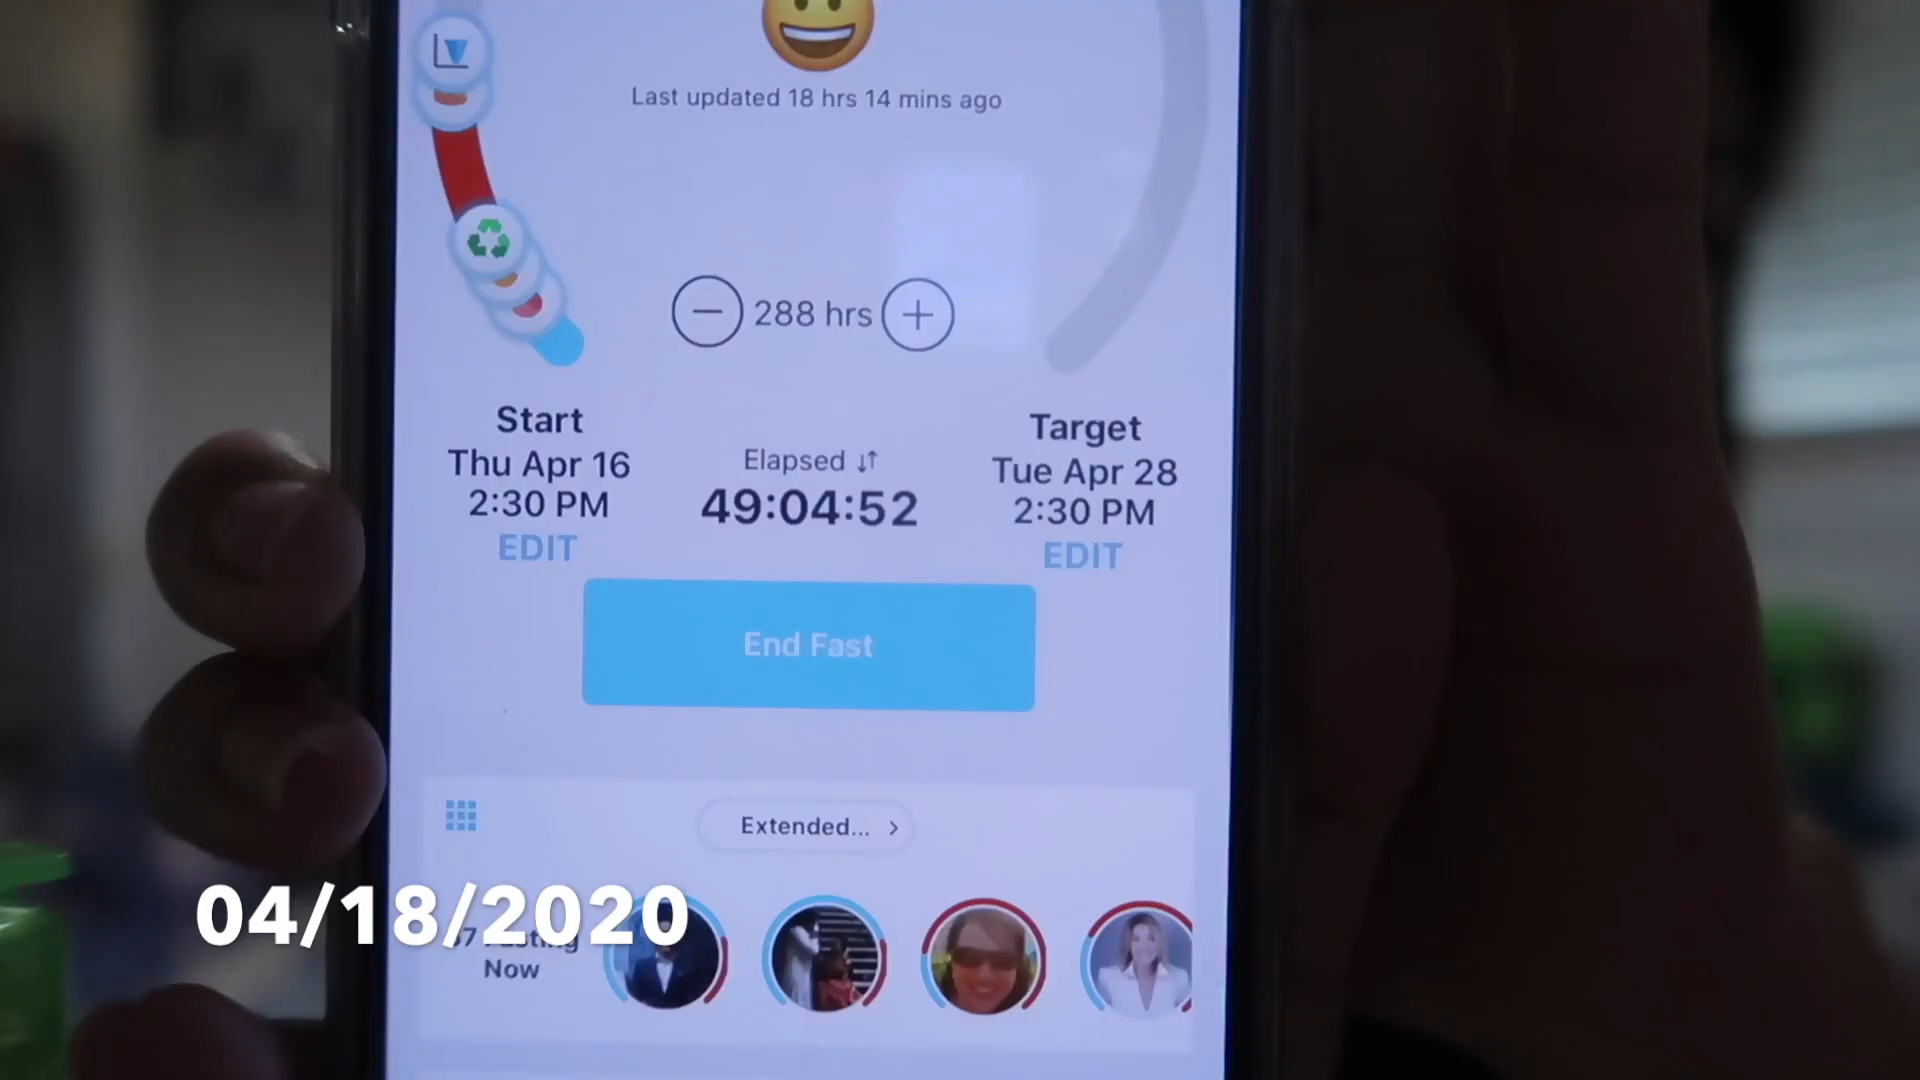 Last updated 18 hrs 14 mins ago
288 hrs
Start
Thu Apr 16
2:30 PM
EDIT
Elapsed
49:04:52
Target
Tue Apr 28
2:30 PM
EDIT
End Fast
Extended...
04/18/2020
Now